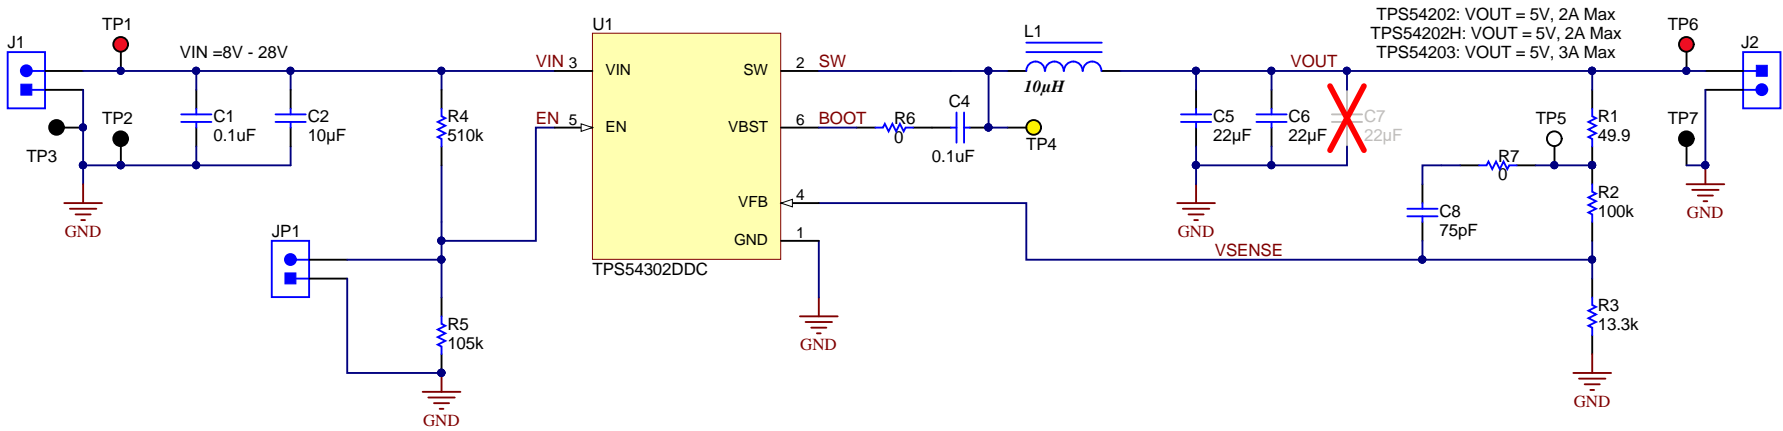 TPS54202: VOUT = 5V, 2A Max
TPS54202H: VOUT = 5V, 2A Max
TPS54203: VOUT = 5V, 3A Max
J1
TP1
VIN =8V - 28V
TP3
TP2
GND
C1
0.1uF
C2
10µF
R4
510k
JP1
R5
105k
GND
VIN 3
EN 5
U1
VIN
EN
SW
VBST
VFB
GND
TPS54302DDC
2 SW
6 BOOT
4
1
GND
R6
0
C4
0.1uF
TP4
L1
10µH
VOUT
C5
22µF
C6
22µF
C7
22µF
GND
VSENSE
C8
75pF
R7
0
TP5
R1
49.9
R2
100k
R3
13.3k
GND
TP6
J2
TP7
GND